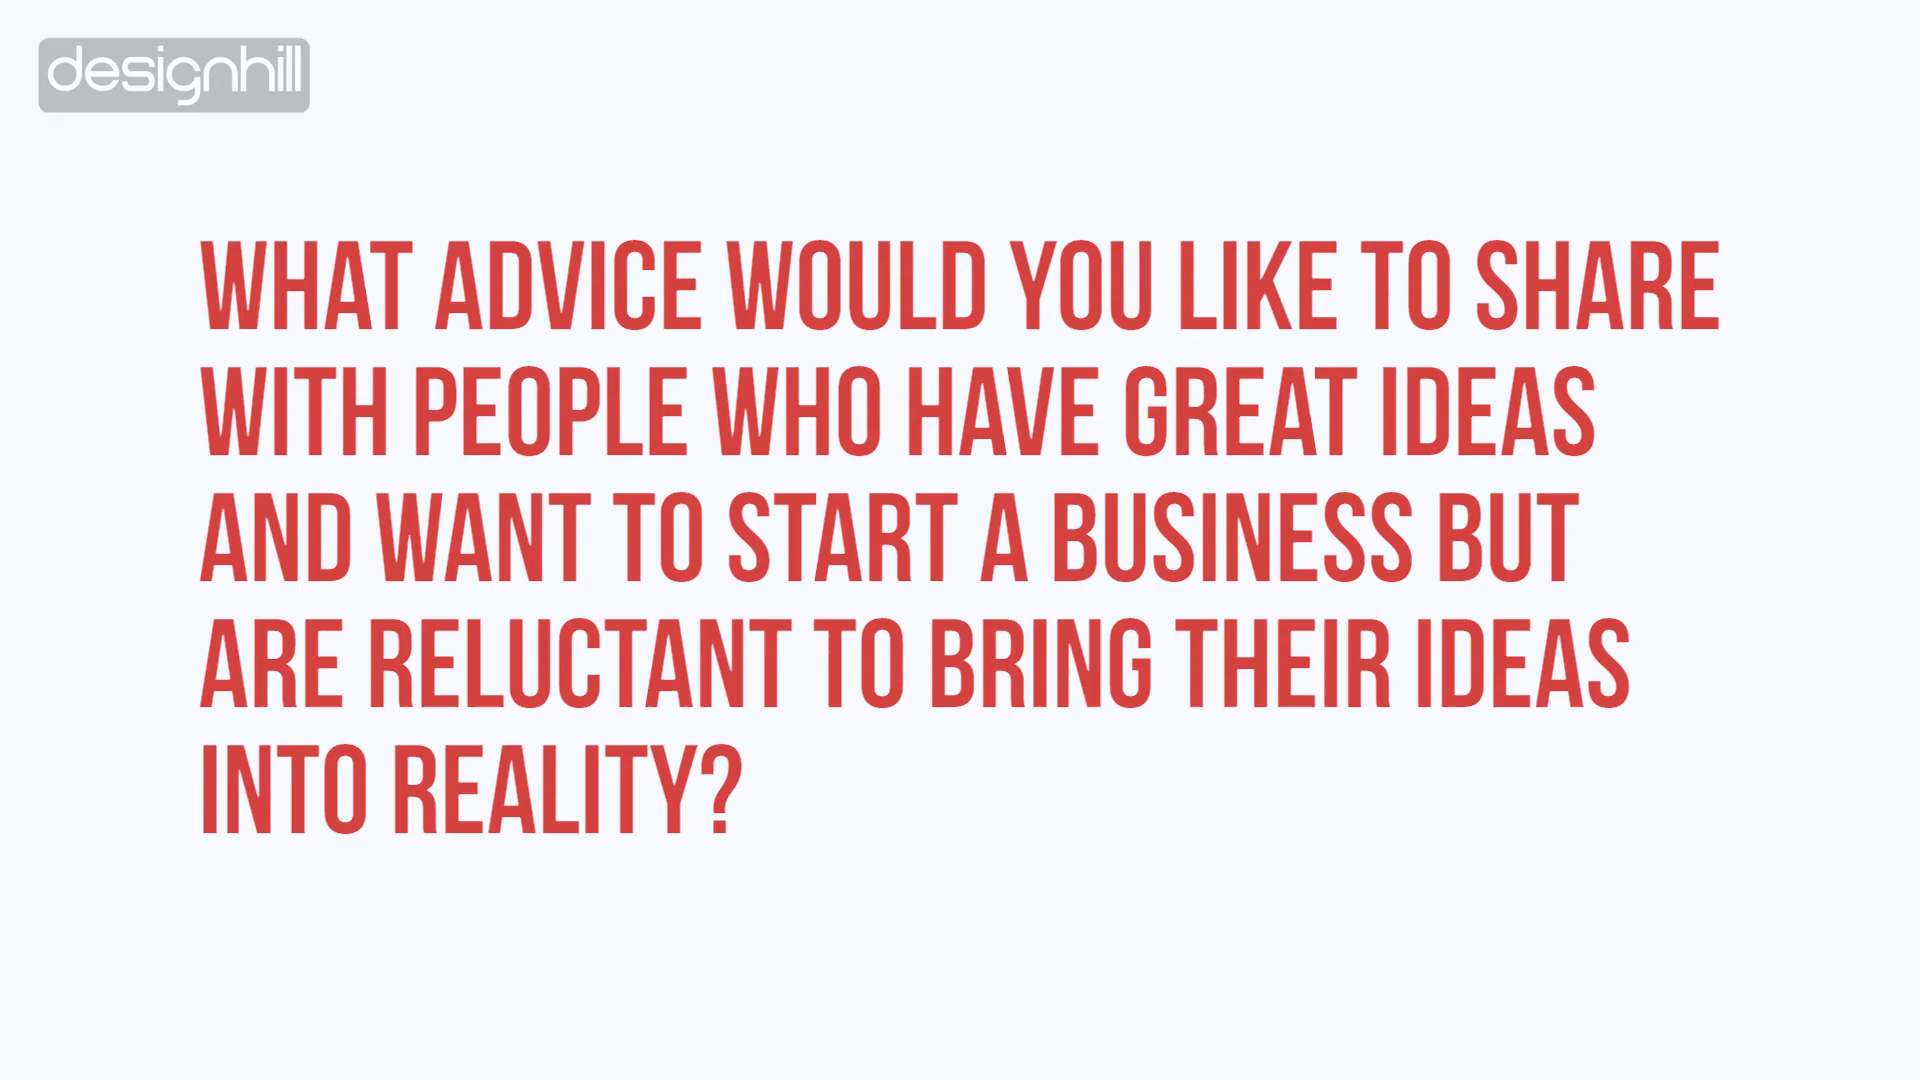 designhill
WHAT ADVICE WOULD YOU LIKE TO SHARE
WITH PEOPLE WHO HAVE GREAT IDEAS
AND WANT TO START A BUSINESS BUT
ARE RELUCTANT TO BRING THEIR IDEAS
INTO REALITY?